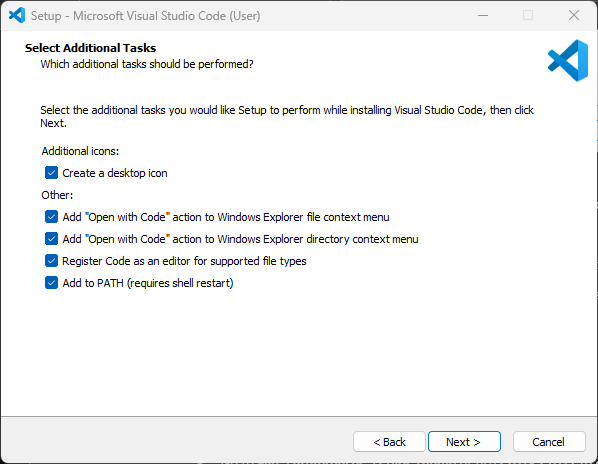 Setup - Microsoft Visual Studio Code (User)
Select Additional Tasks
Which additional tasks should be performed?
Select the additional tasks you would like Setup to perform while installing Visual Studio Code, then click
Next.
Additional icons:
Create a desktop icon
Other:
Add "Open with Code" action to Windows Explorer file context menu
Add "Open with Code" action to Windows Explorer directory context menu
Register Code as an editor for supported file types
Add to PATH (requires shell restart)
< Back Next > Cancel